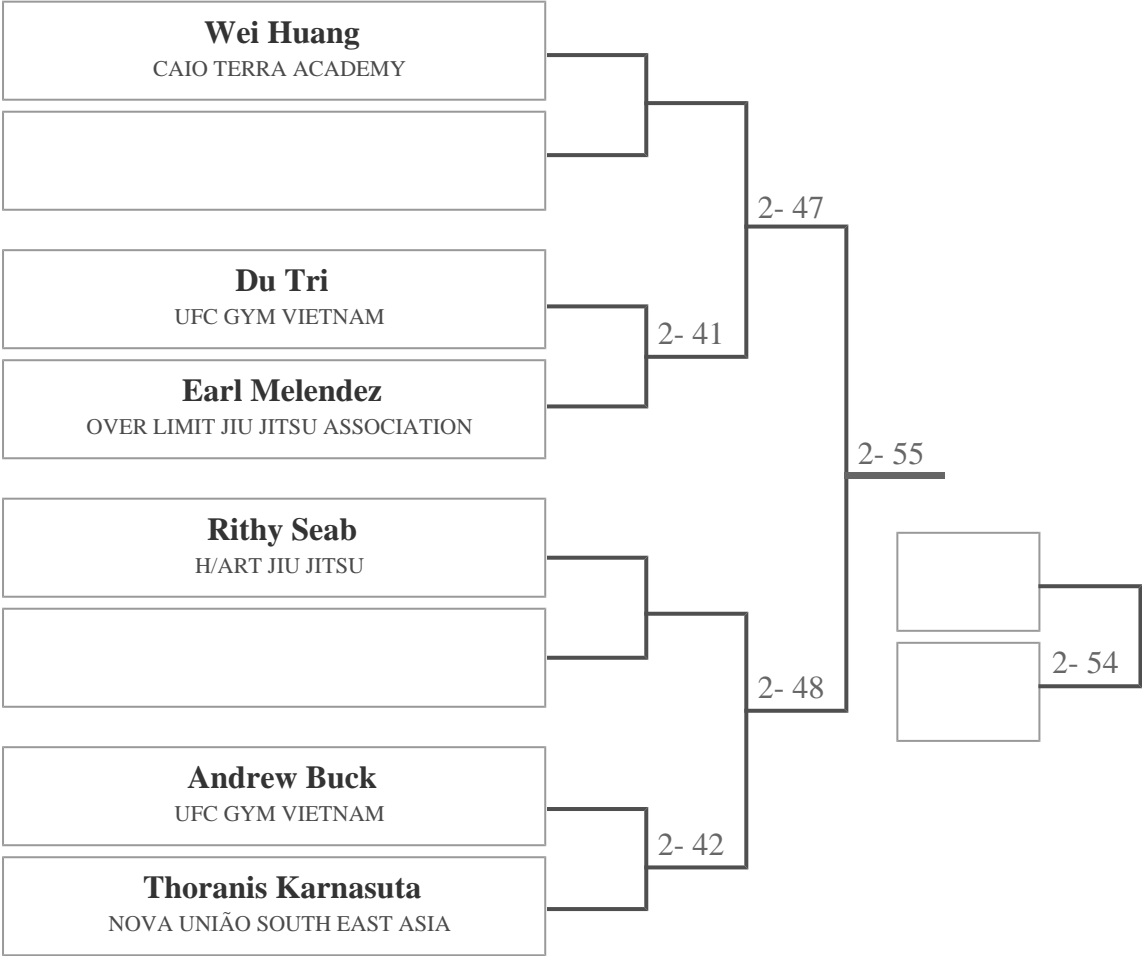 Wei Huang
CAIO TERRA ACADEMY
2- 47
Du Tri
UFC GYM VIETNAM
2- 41
Earl Melendez
OVER LIMIT JIU JITSU ASSOCIATION
2- 55
Rithy Seab
H/ART JIU JITSU
2- 54
2- 48
Andrew Buck
UFC GYM VIETNAM
2- 42
Thoranis Karnasuta
NOVA UNIÃO SOUTH EAST ASIA